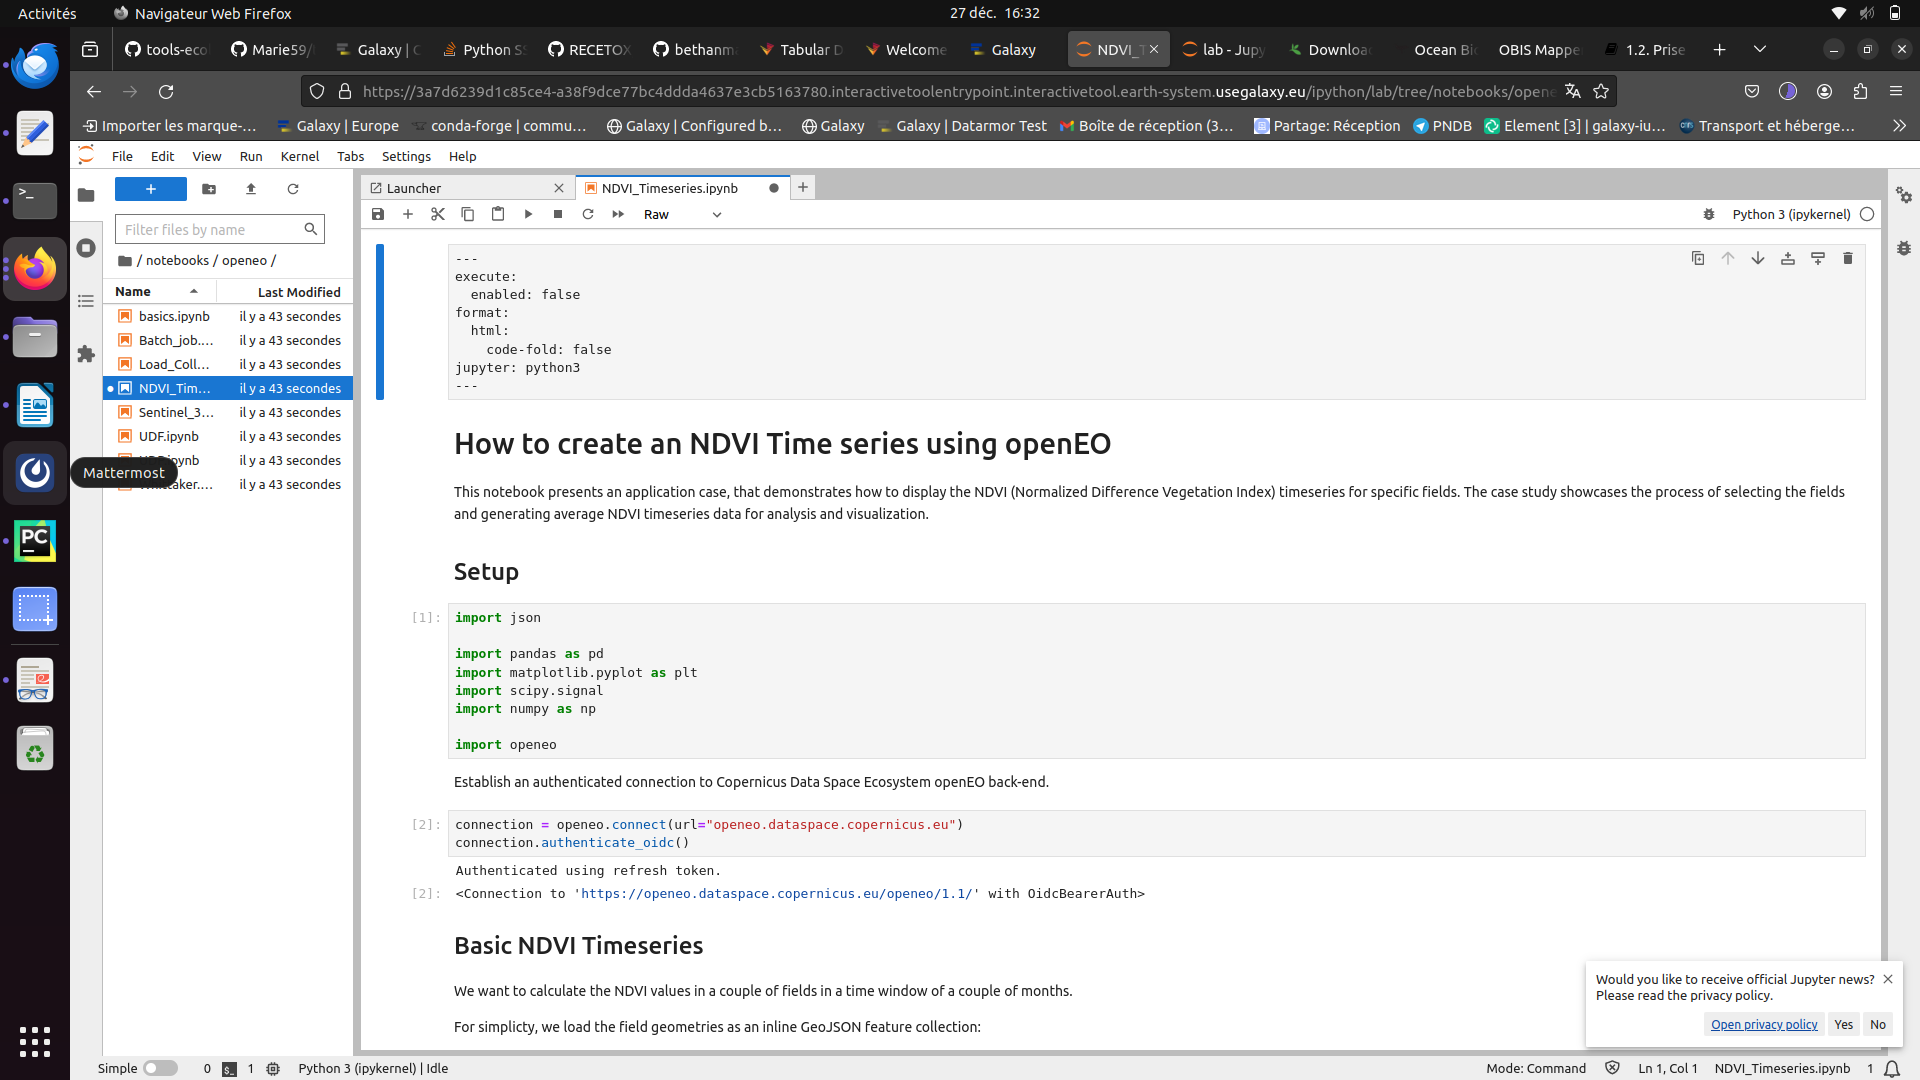 Activités
Navigateur Web Firefox
27 déc. 16:32
tools-eco
Marie59/
Galaxy | C
Python SS
RECETOX
bethanm
Tabular D
Welcome
Galaxy
NDVI_T
lab - Jupy
Downloa
Ocean Bi
OBIS Mappe
1.2. Prise
https://3a7d6239d1c85ce4-a38f9dce77bc4ddda4637e3cb5163780.interactivetoolentrypoint.interactivetool.earth-system.usegalaxy.eu/ipython/lab/tree/notebooks/opene
Importer les marque-…
Galaxy | Europe
conda-forge | commu…
Galaxy | Configured b…
Galaxy
Galaxy | Datarmor Test
Boîte de réception (3…
Partage: Réception
PNDB
Element [3] | galaxy-iu…
Transport et héberge…
File Edit View Run Kernel Tabs Settings Help
Launcher
NDVI_Timeseries.ipynb
Raw
Python 3 (ipykernel)
Filter files by name
/ notebooks / openeo /
Name Last Modified
basics.ipynb il y a 43 secondes
Batch_job.… il y a 43 secondes
Load_Coll… il y a 43 secondes
NDVI_Tim… il y a 43 secondes
Sentinel_3… il y a 43 secondes
UDF.ipynb il y a 43 secondes
ipynb il y a 43 secondes
Whittaker.… il y a 43 secondes
Mattermost
---
execute:
enabled: false
format:
html:
code-fold: false
jupyter: python3
---
How to create an NDVI Time series using openEO
This notebook presents an application case, that demonstrates how to display the NDVI (Normalized Difference Vegetation Index) timeseries for specific fields. The case study showcases the process of selecting the fields
and generating average NDVI timeseries data for analysis and visualization.
Setup
[1]:
import json
import pandas as pd
import matplotlib.pyplot as plt
import scipy.signal
import numpy as np
import openeo
Establish an authenticated connection to Copernicus Data Space Ecosystem openEO back-end.
[2]:
connection = openeo.connect(url="openeo.dataspace.copernicus.eu")
connection.authenticate_oidc()
Authenticated using refresh token.
[2]: <Connection to 'https://openeo.dataspace.copernicus.eu/openeo/1.1/' with OidcBearerAuth>
Basic NDVI Timeseries
We want to calculate the NDVI values in a couple of fields in a time window of a couple of months.
For simplicty, we load the field geometries as an inline GeoJSON feature collection:
Would you like to receive official Jupyter news?
Please read the privacy policy.
Open privacy policy Yes No
Simple 0 1 Python 3 (ipykernel) | Idle
Mode: Command Ln 1, Col 1 NDVI_Timeseries.ipynb 1